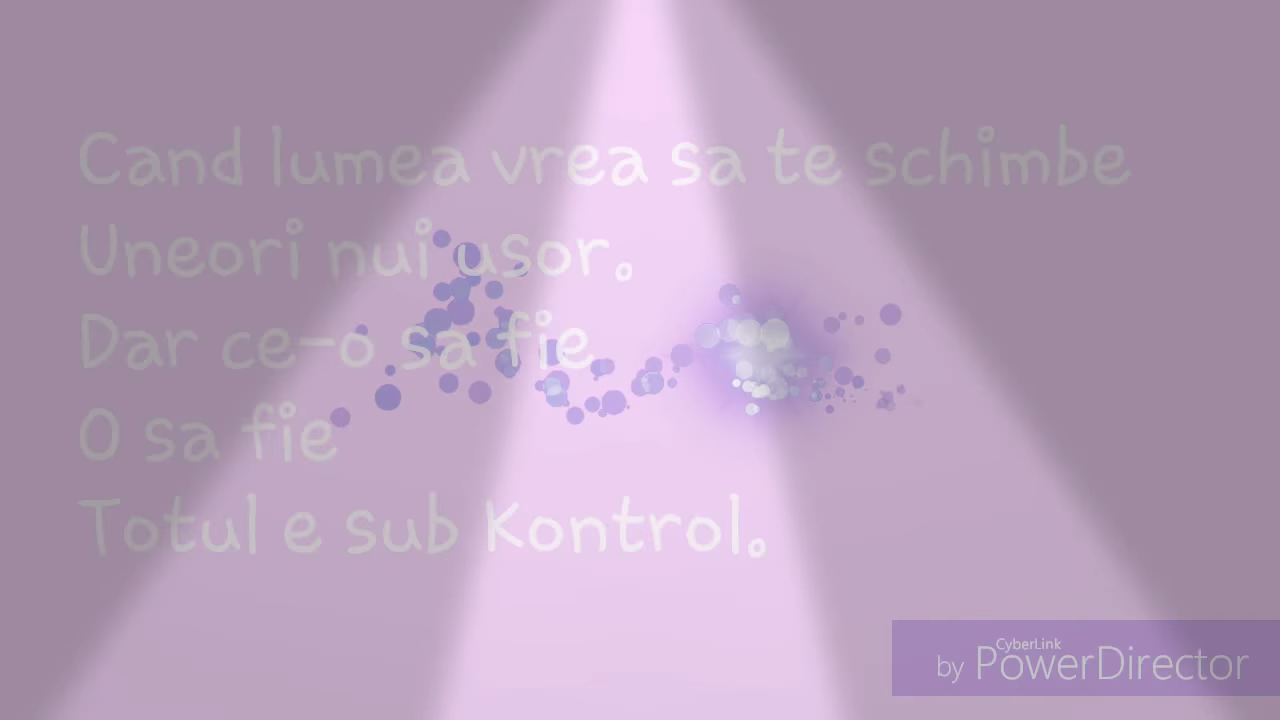 Cand lumea vrea sa te schimbe
Uneori nui usor.
Dar ce-o sa fie
O sa fie
Totul e sub Kontrol.
CyberLink
by PowerDirector